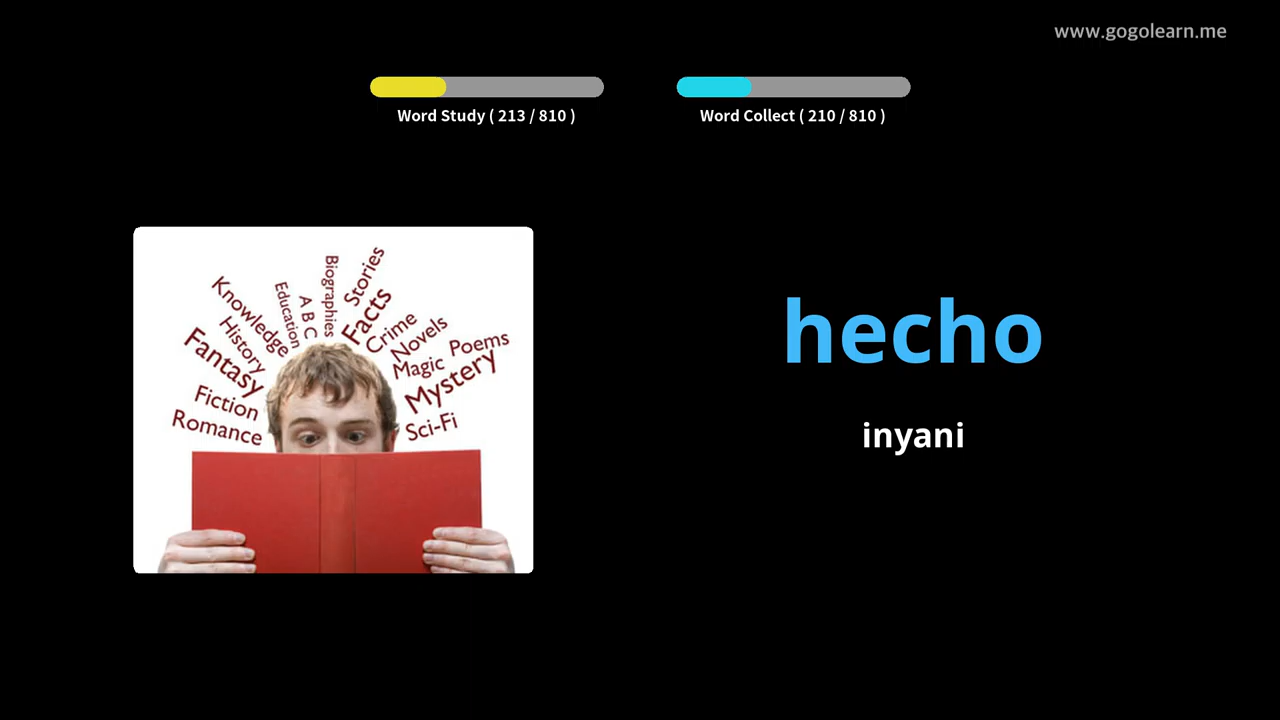 www.gogolearn.me
Word Study ( 213 / 810 )
Word Collect ( 210 / 810 )
Biographies
Stories
Education
A B C
Facts
Knowledge
Crime
History
Novels
Fantasy
Magic
Poems
Mystery
Fiction
Romance
Sci-Fi
hecho
inyani